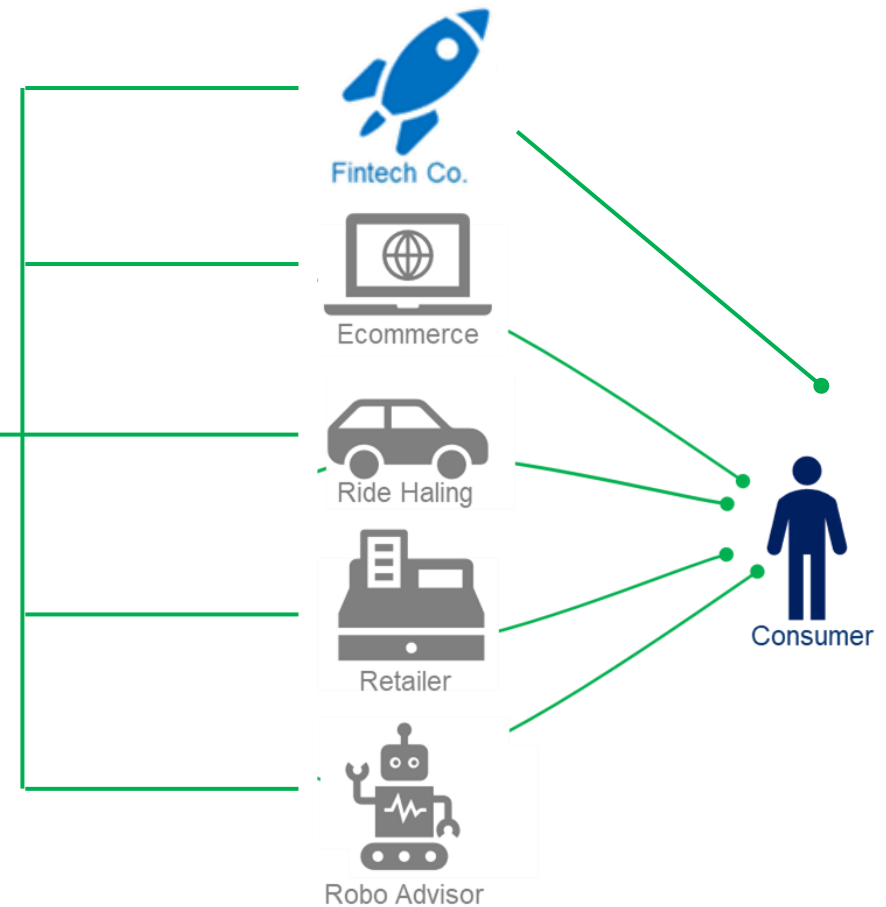 Fintech Co.
Ecommerce
Ride Haling
Retailer
Robo Advisor
Consumer